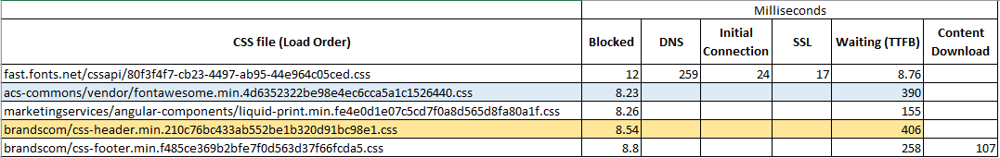 Milliseconds
CSS file (Load Order) Blocked DNS Initial Connection SSL Waiting (TTFB) Content Download
fast.fonts.net/cssapi/80f3f4f7-cb23-4497-ab95-44e964c05ced.css 12 259 24 17 8.76
acs-commons/vendor/fontawesome.min.4d6352322be98e4ec6cca5a1c1526440.css 8.23 390
marketingservices/angular-components/liquid-print.min.fe4e0d1e07c5cd7f0a8d565d8fa80a1f.css 8.26 155
brandscom/css-header.min.210c76bc433ab552be1b320d91bc98e1.css 8.54 406
brandscom/css-footer.min.f485ce369b2bfe7f0d563d37f66fcda5.css 8.8 258 107